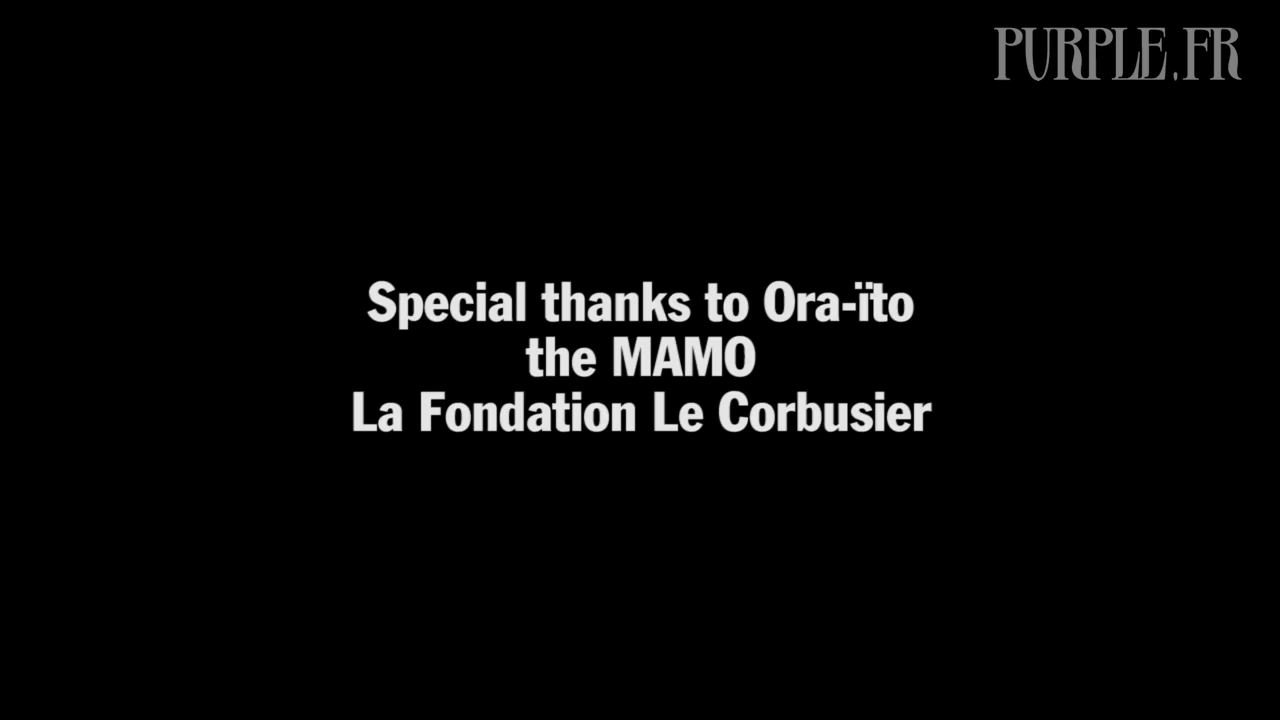 PURPLE.FR
Special thanks to Ora-ïto
the MAMO
La Fondation Le Corbusier